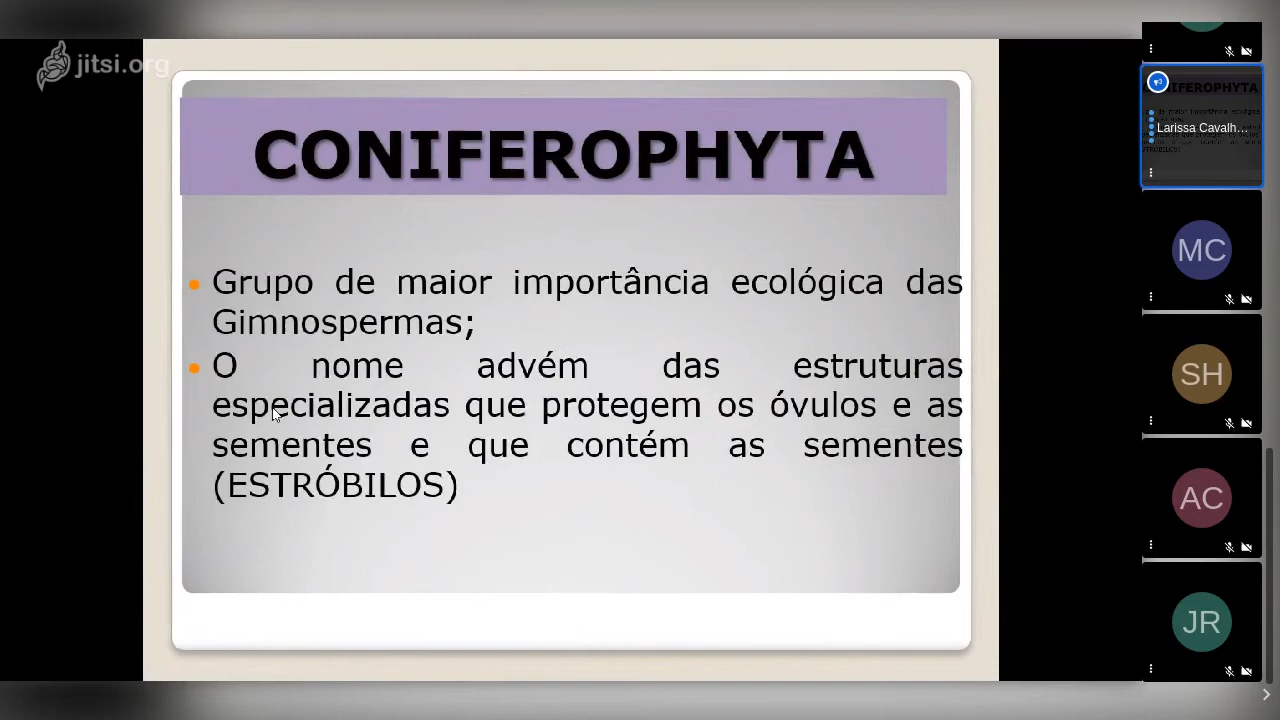 jitsi.org
CONIFEROPHYTA
Grupo de maior importância ecológica das
Gimnospermas;
O nome advém das estruturas
especializadas que protegem os óvulos e as
sementes e que contém as sementes
(ESTRÓBILOS)
Larissa Cavalh...
MC
SH
AC
JR